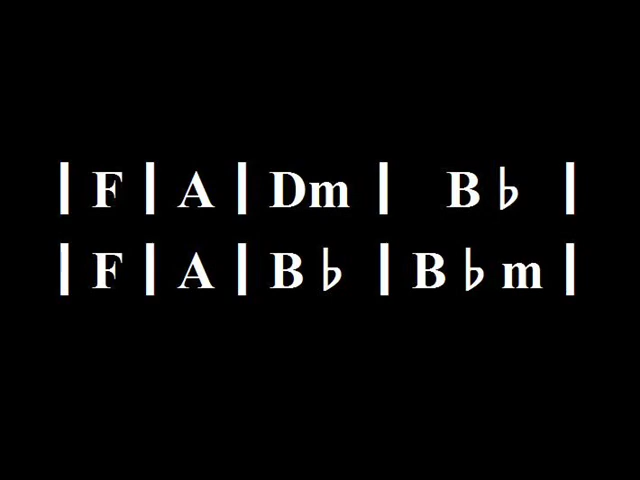 | F | A | Dm | B♭ |
| F | A | B♭ | B♭m |